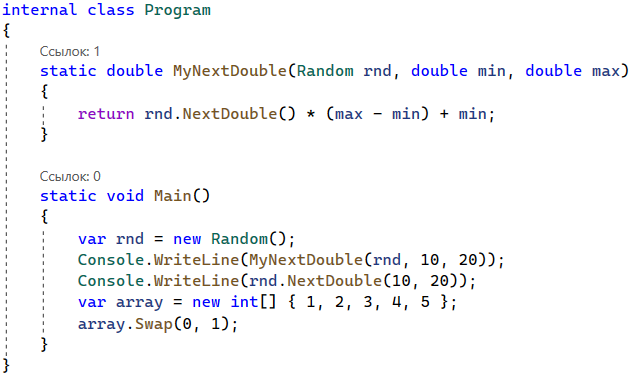 internal class Program
{
Ссылок: 1
static double MyNextDouble(Random rnd, double min, double max)
{
return rnd.NextDouble() * (max - min) + min;
}
Ссылок: 0
static void Main()
{
var rnd = new Random();
Console.WriteLine(MyNextDouble(rnd, 10, 20));
Console.WriteLine(rnd.NextDouble(10, 20));
var array = new int[] { 1, 2, 3, 4, 5 };
array.Swap(0, 1);
}
}